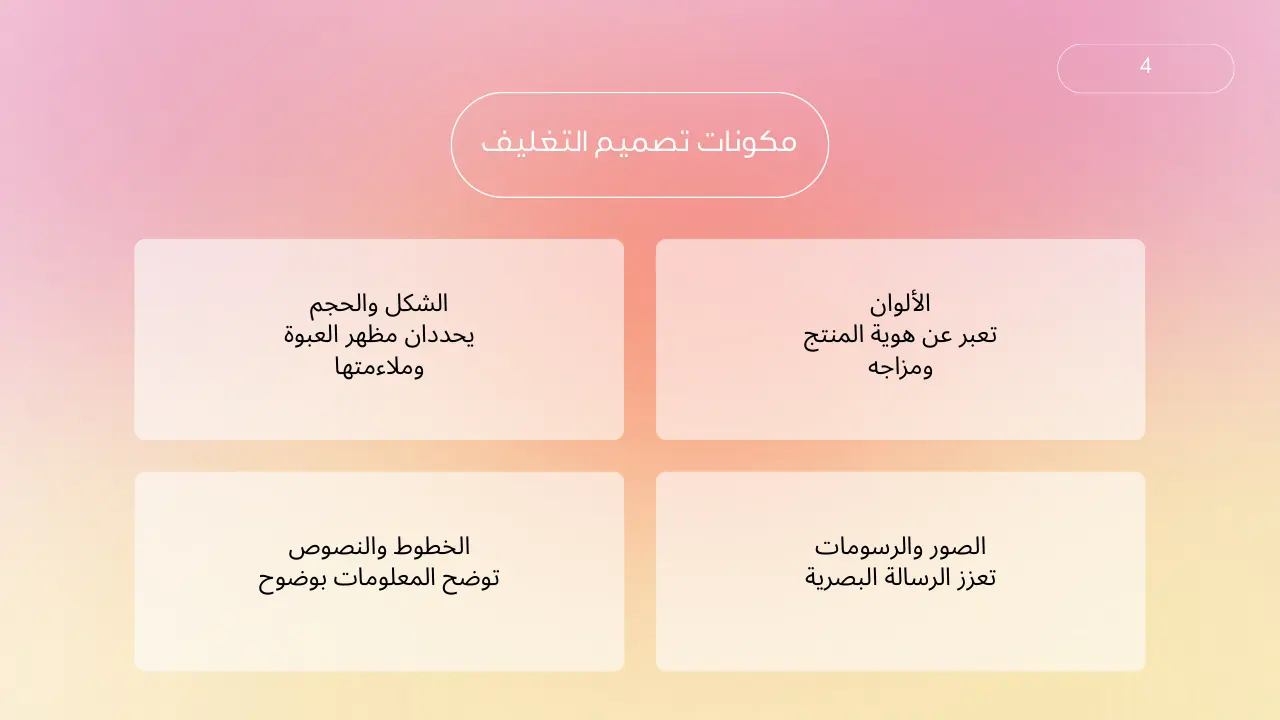 4
مكونات تصميم التغليف
الألوان
تعبر عن هوية المنتج
ومزاجه
الشكل والحجم
يحددان مظهر العبوة
وملاءمتها
الصور والرسومات
تعزز الرسالة البصرية
الخطوط والنصوص
توضح المعلومات بوضوح